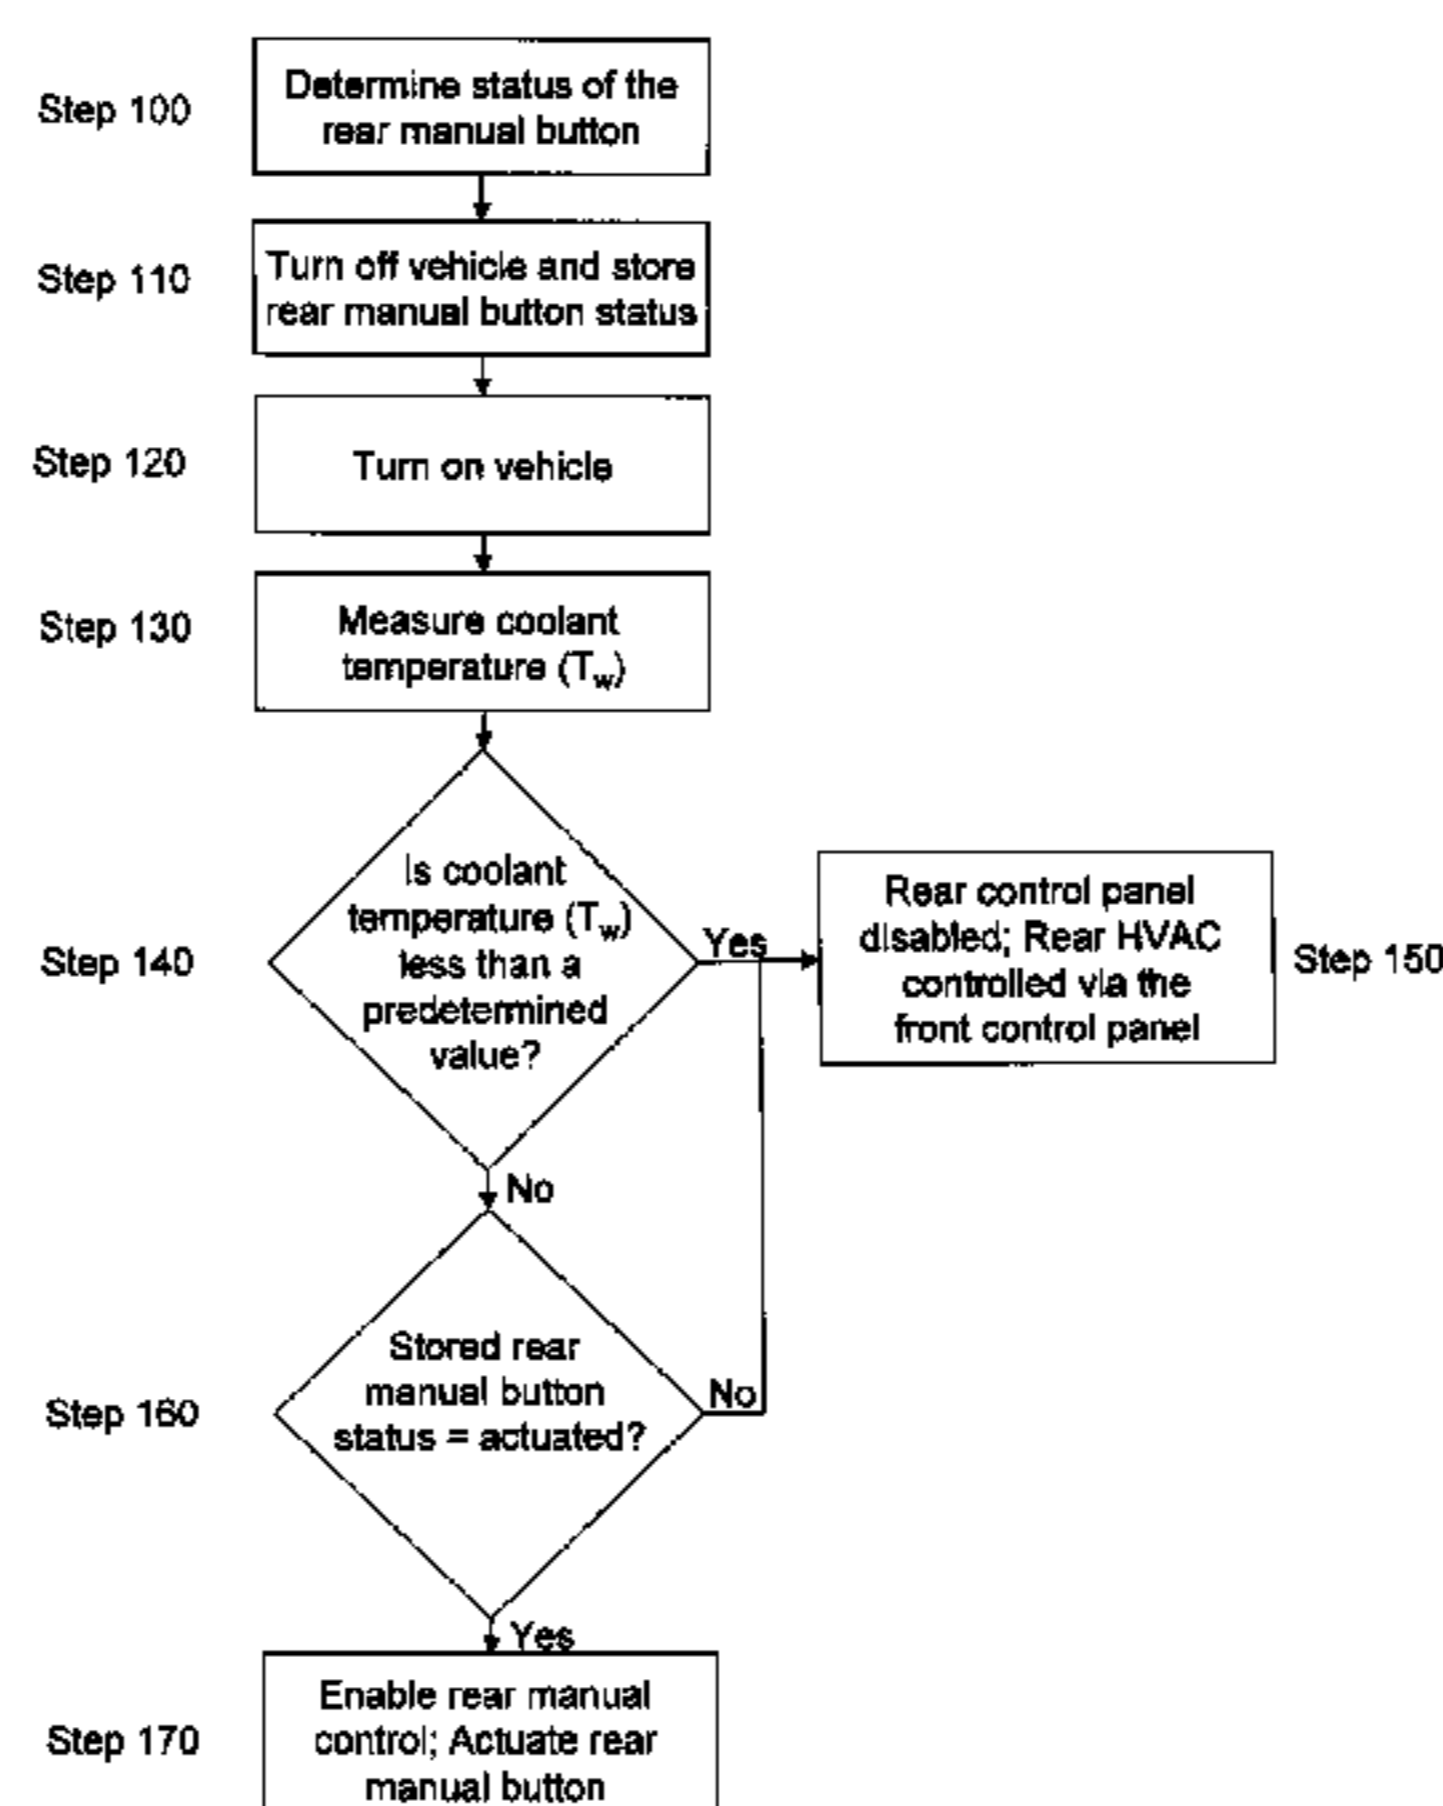 Step 100
Determine status of the
rear manual button
Step 110
Turn off vehicle and store
rear manual button status
Step 120
Turn on vehicle
Step 130
Measure coolant
temperature (Tw)
Step 140
Is coolant
temperature (Tw)
less than a
predetermined
value?
Yes
Rear control panel
disabled; Rear HVAC
controlled via the
front control panel
Step 150
No
Step 160
Stored rear
manual button
status = actuated?
No
Yes
Step 170
Enable rear manual
control; Actuate rear
manual button